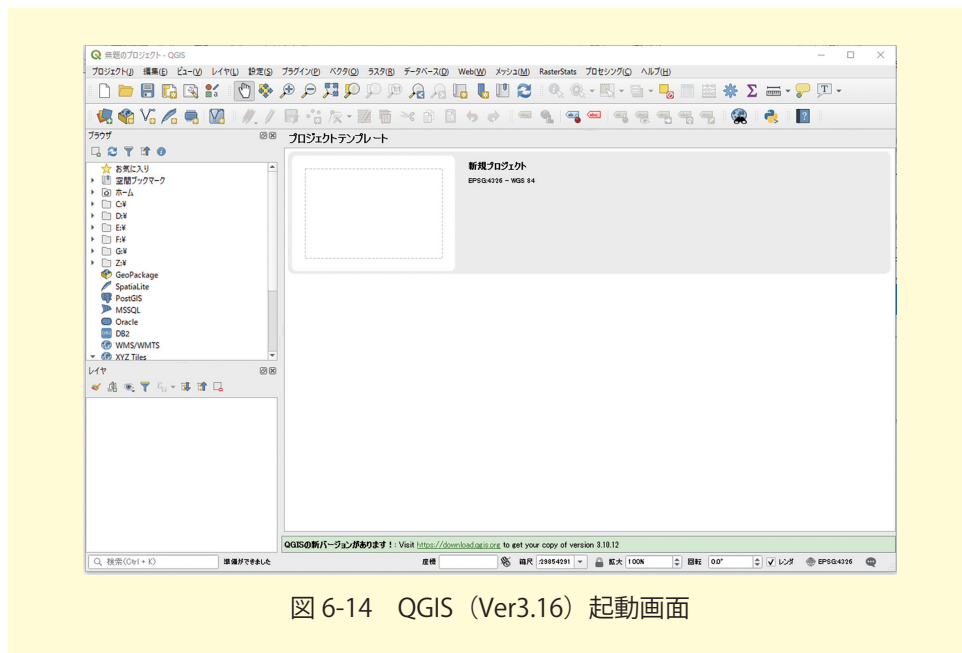 無題のプロジェクト - QGIS
プロジェクト(J) 編集(E) ビュー(V) レイヤ(L) 設定(S) プラグイン(P) ベクタ(O) ラスタ(R) データベース(D) Web(W) メッシュ(M) RasterStats プロセシング(C) ヘルプ(H)
ブラウザ
お気に入り
空間ブックマーク
ホーム
C:¥
D:¥
E:¥
F:¥
G:¥
Z:¥
GeoPackage
SpatiaLite
PostGIS
MSSQL
Oracle
DB2
WMS/WMTS
XYZ Tiles
レイヤ
プロジェクトテンプレート
新規プロジェクト
EPSG:4326 - WGS 84
QGISの新バージョンがあります！: Visit https://download.qgis.org to get your copy of version 3.10.12
検索(Ctrl + K) 準備ができました 座標 縮尺 :29854291 拡大 100% 回転 0.0° レンダ EPSG:4326
図 6-14 QGIS（Ver3.16）起動画面